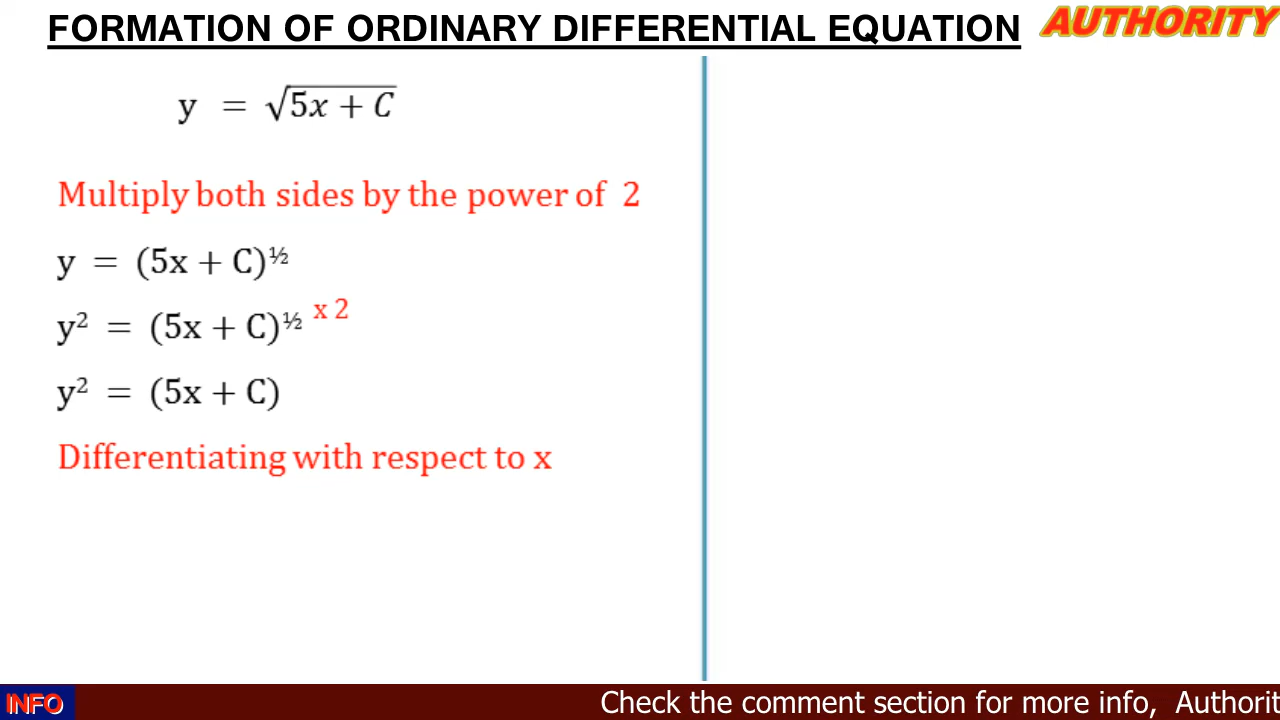 FORMATION OF ORDINARY DIFFERENTIAL EQUATION
AUTHORITY
y = √5x + C
Multiply both sides by the power of 2
y = (5x + C)½
y² = (5x + C)½ x 2
y² = (5x + C)
Differentiating with respect to x
INFO
Check the comment section for more info, Authorit